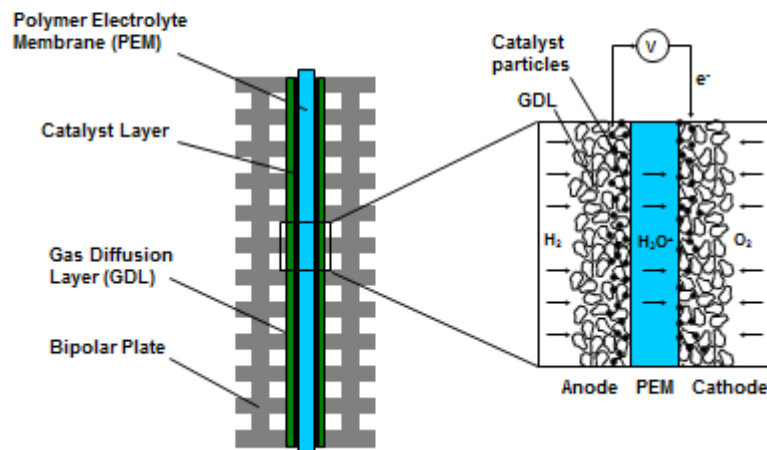 Polymer Electrolyte
Membrane (PEM)
Catalyst Layer
Gas Diffusion
Layer (GDL)
Bipolar Plate
Catalyst
particles
GDL
V
e-
H₂
H₃O⁺
O₂
Anode PEM Cathode